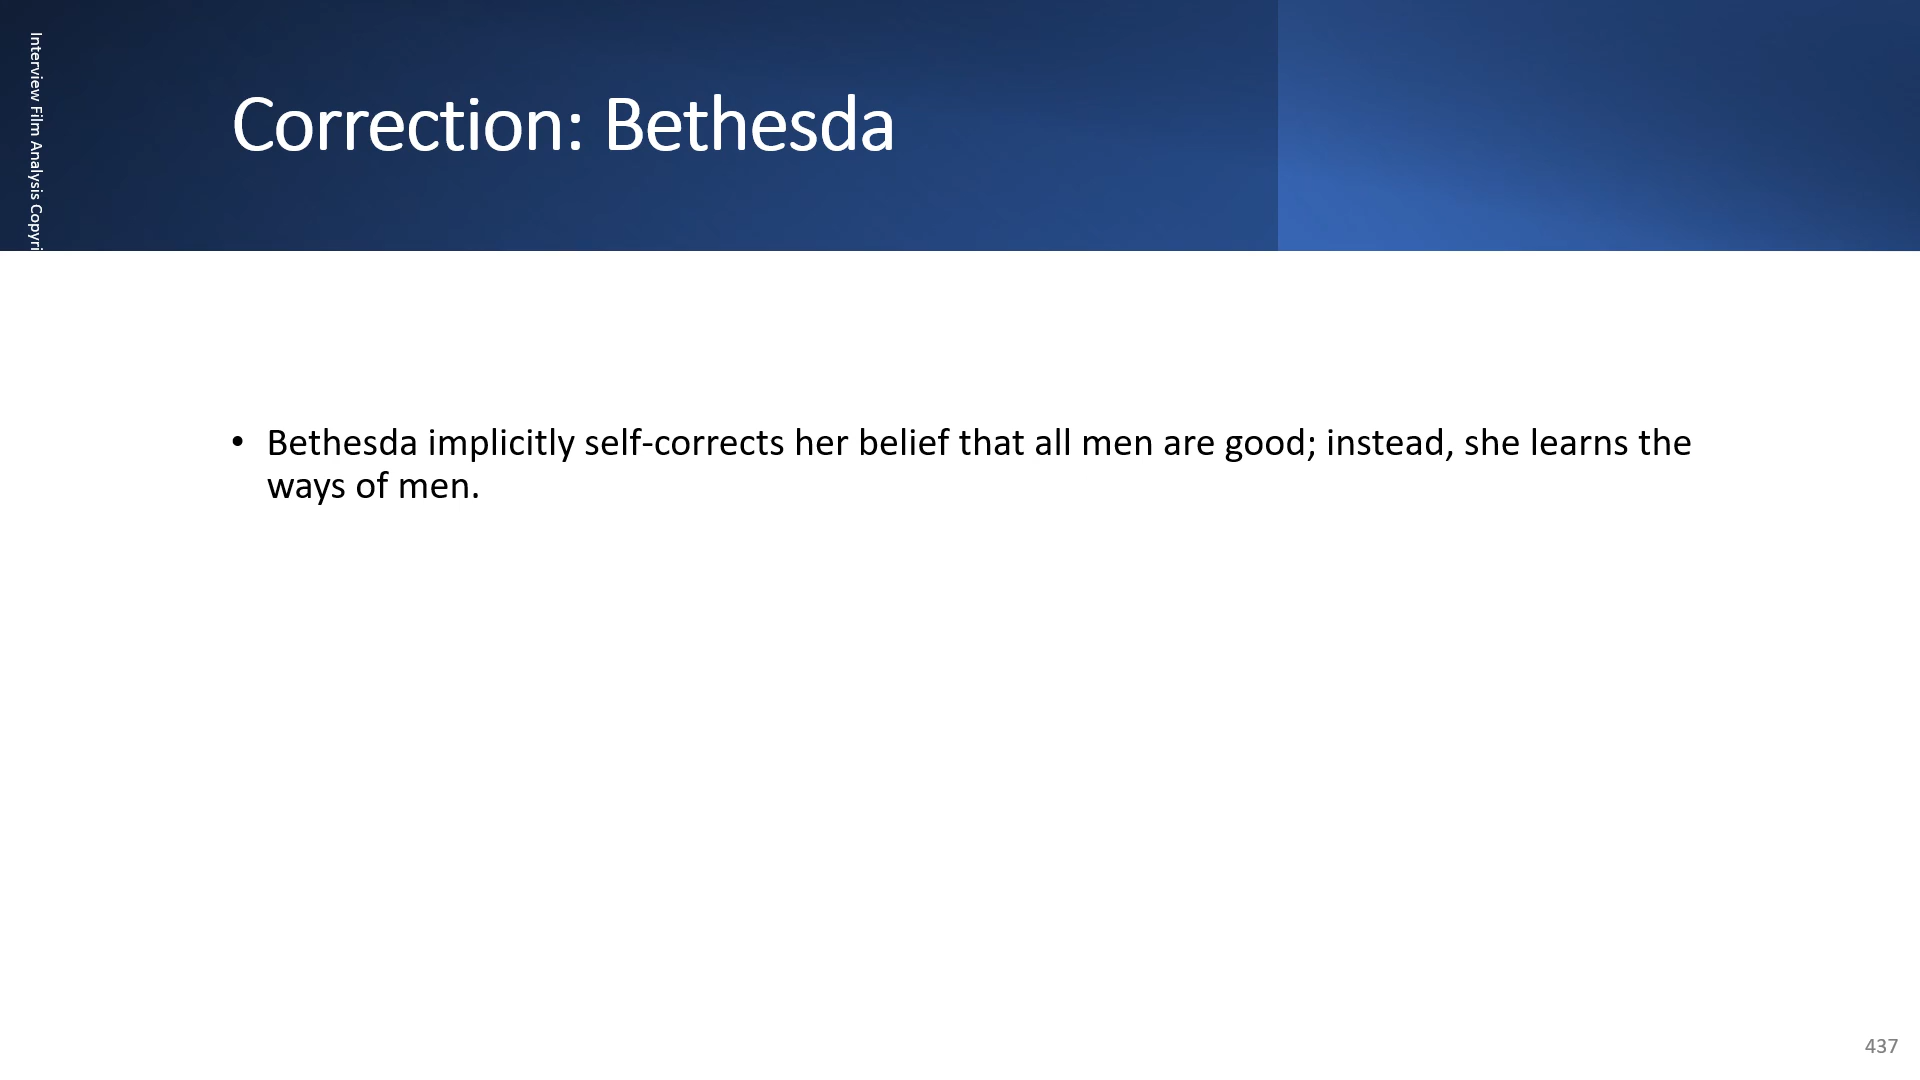 Interview Film Analysis
Correction: Bethesda
• Bethesda implicitly self-corrects her belief that all men are good; instead, she learns the
ways of men.
437